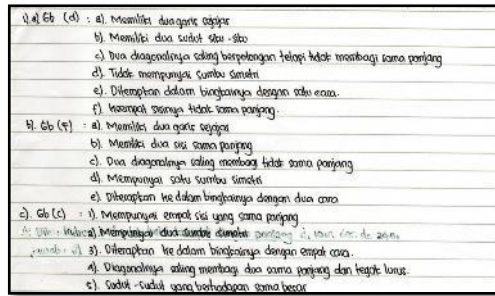 1) a) Gb (d) : a). Memiliki dua garis sejajar
b). Memiliki dua sudut siku-siku
c). Dua diagonalnya saling berpotongan tetapi tidak membagi sama panjang
d). Tidak mempunyai sumbu simetri
e). Diterapkan dalam bingkainya dengan satu cara.
f). keempat sisinya tidak sama panjang.
b). Gb (f) : a). Memiliki dua garis sejajar
b). Memiliki dua sisi sama panjang
c). Dua diagonalnya saling membagi tidak sama panjang
d). Mempunyai satu sumbu simetri
e). Diterapkan ke dalam bingkainya dengan dua cara
c). Gb (c) : 1). Mempunyai empat sisi yang sama panjang
2). Mempunyai dua sumbu simetri
3). Diterapkan ke dalam bingkainya dengan empat cara.
4). Diagonalnya saling membagi dua sama panjang dan tegak lurus.
5). Sudut-sudut yang berhadapan sama besar